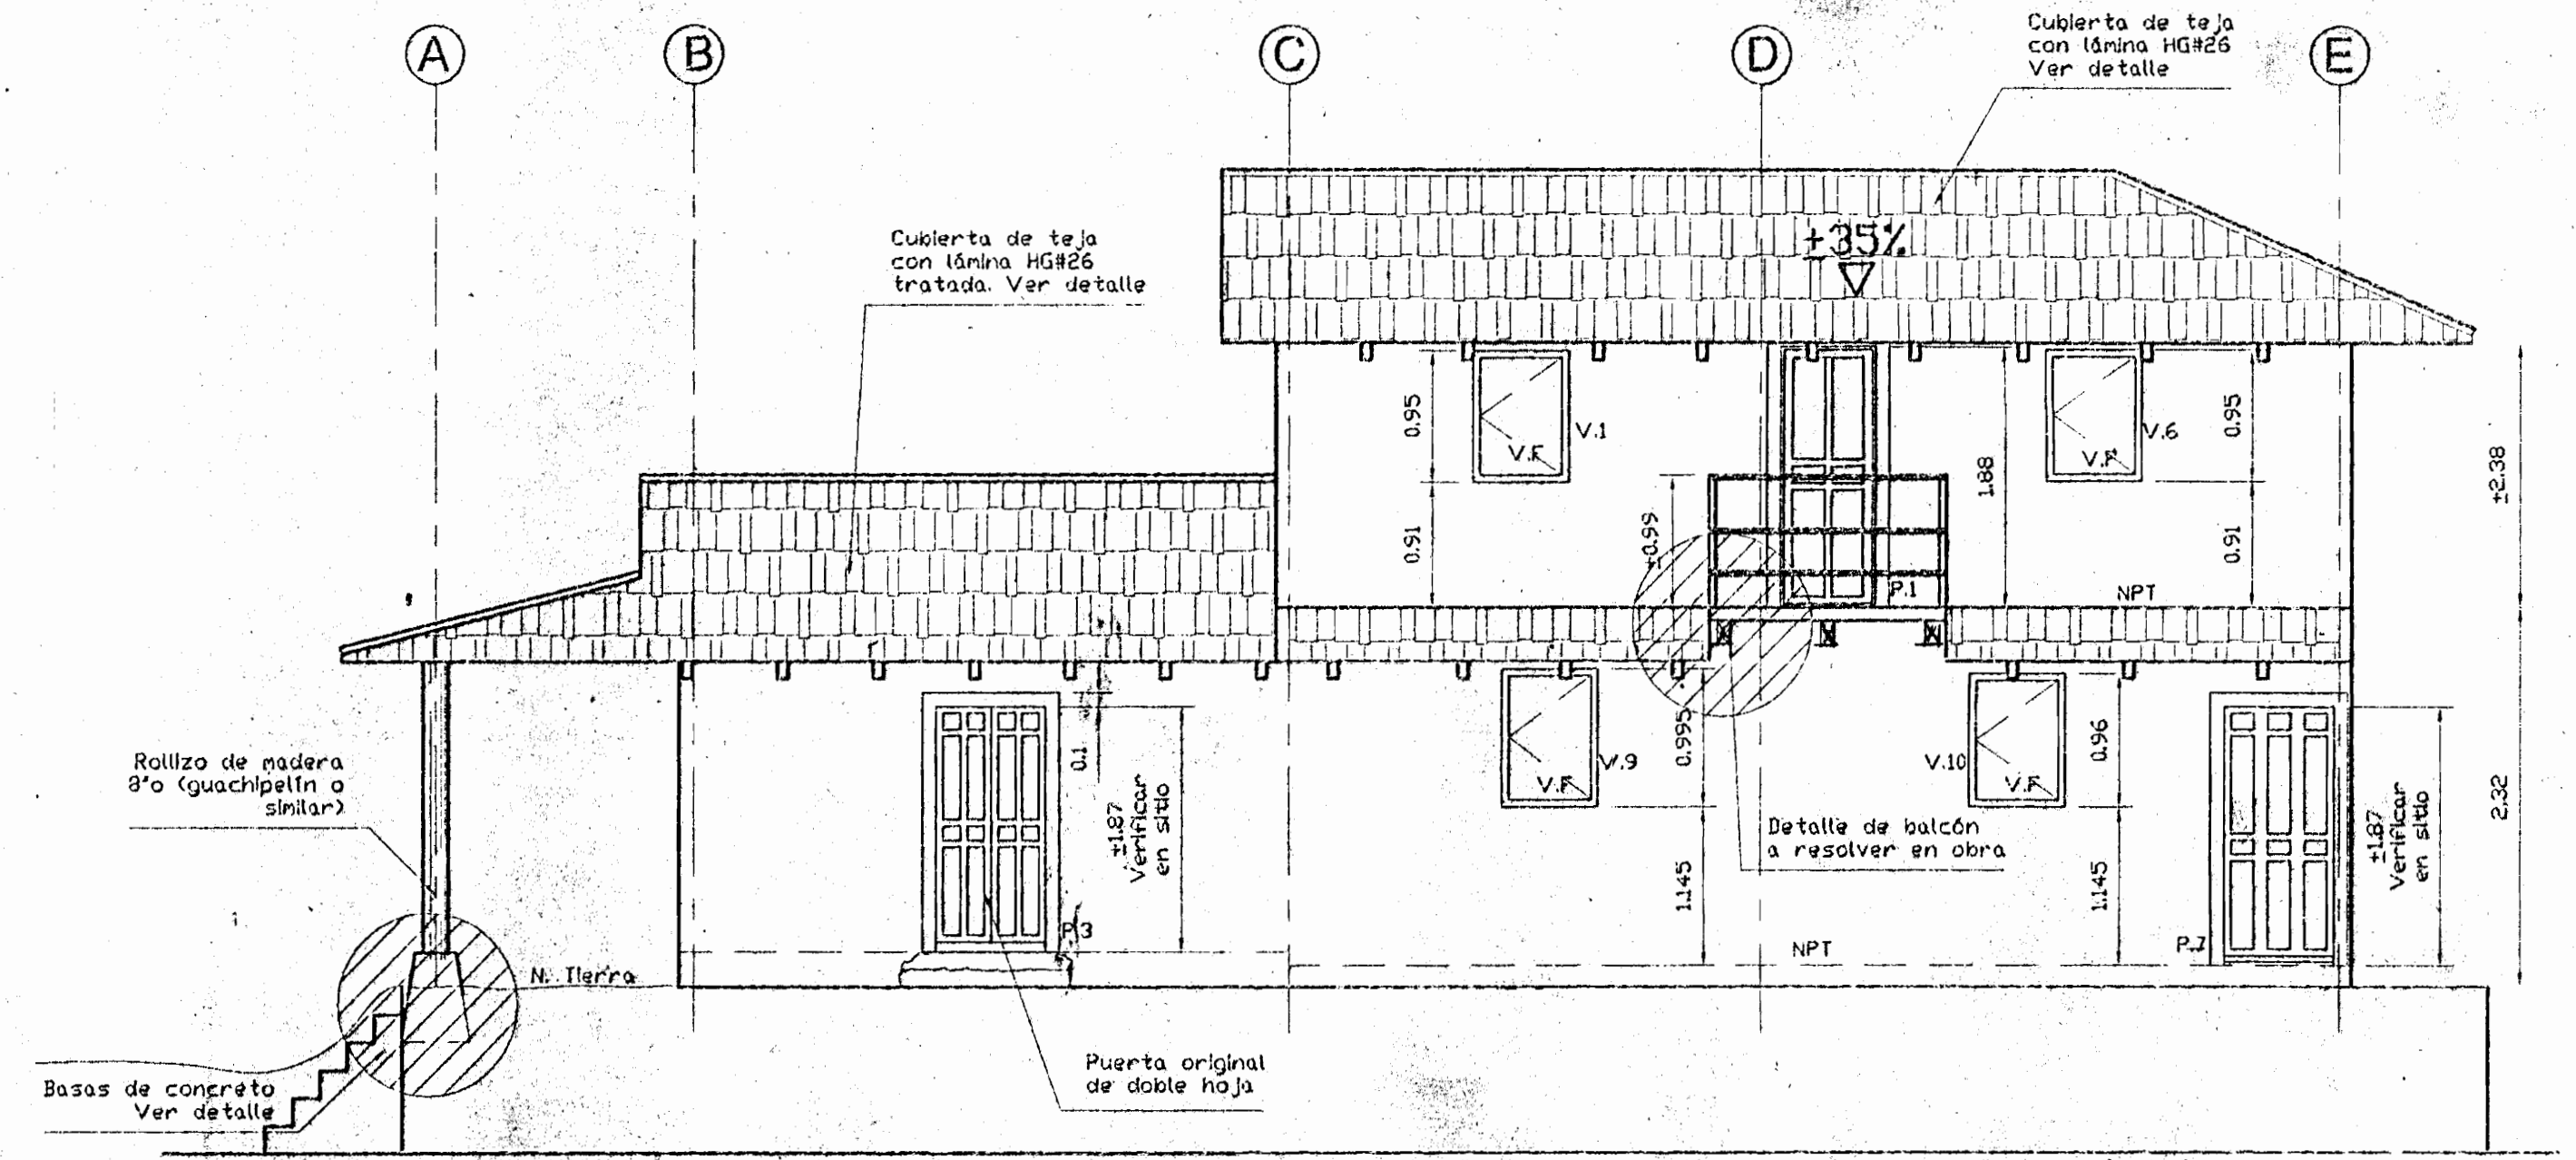 A
B
C
D
E
Cubierta de teja
con lámina HG#26
Ver detalle
Cubierta de teja
con lámina HG#26
tratada. Ver detalle
±35%
0.95
V.1
V.F
V.6
V.F
0.95
±2.38
1.88
0.91
±0.99
0.91
P.1
NPT
Rollizo de madera
8"o (guachipelín o
similar)
0.1
±1.87
Verificar
en sitio
V.9
V.F
0.995
V.10
V.F
0.96
2.32
Detalle de balcón
a resolver en obra
±1.87
Verificar
en sitio
1.145
1.145
P.3
NPT
P.7
N. Tierra
Puerta original
de doble hoja
Basas de concreto
Ver detalle